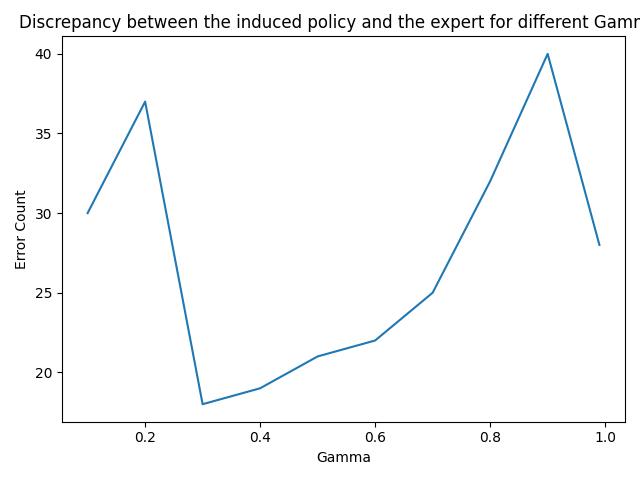 Discrepancy between the induced policy and the expert for different Gamm
40
35
30
25
20
Error Count
0.2 0.4 0.6 0.8 1.0
Gamma